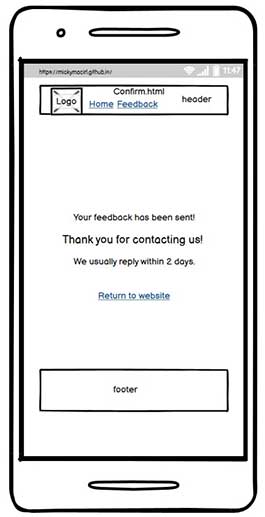 https://mickymacirl.github.io/
11:47
Confirm.html
Logo
Home Feedback
header
Your feedback has been sent!
Thank you for contacting us!
We usually reply within 2 days.
Return to website
footer